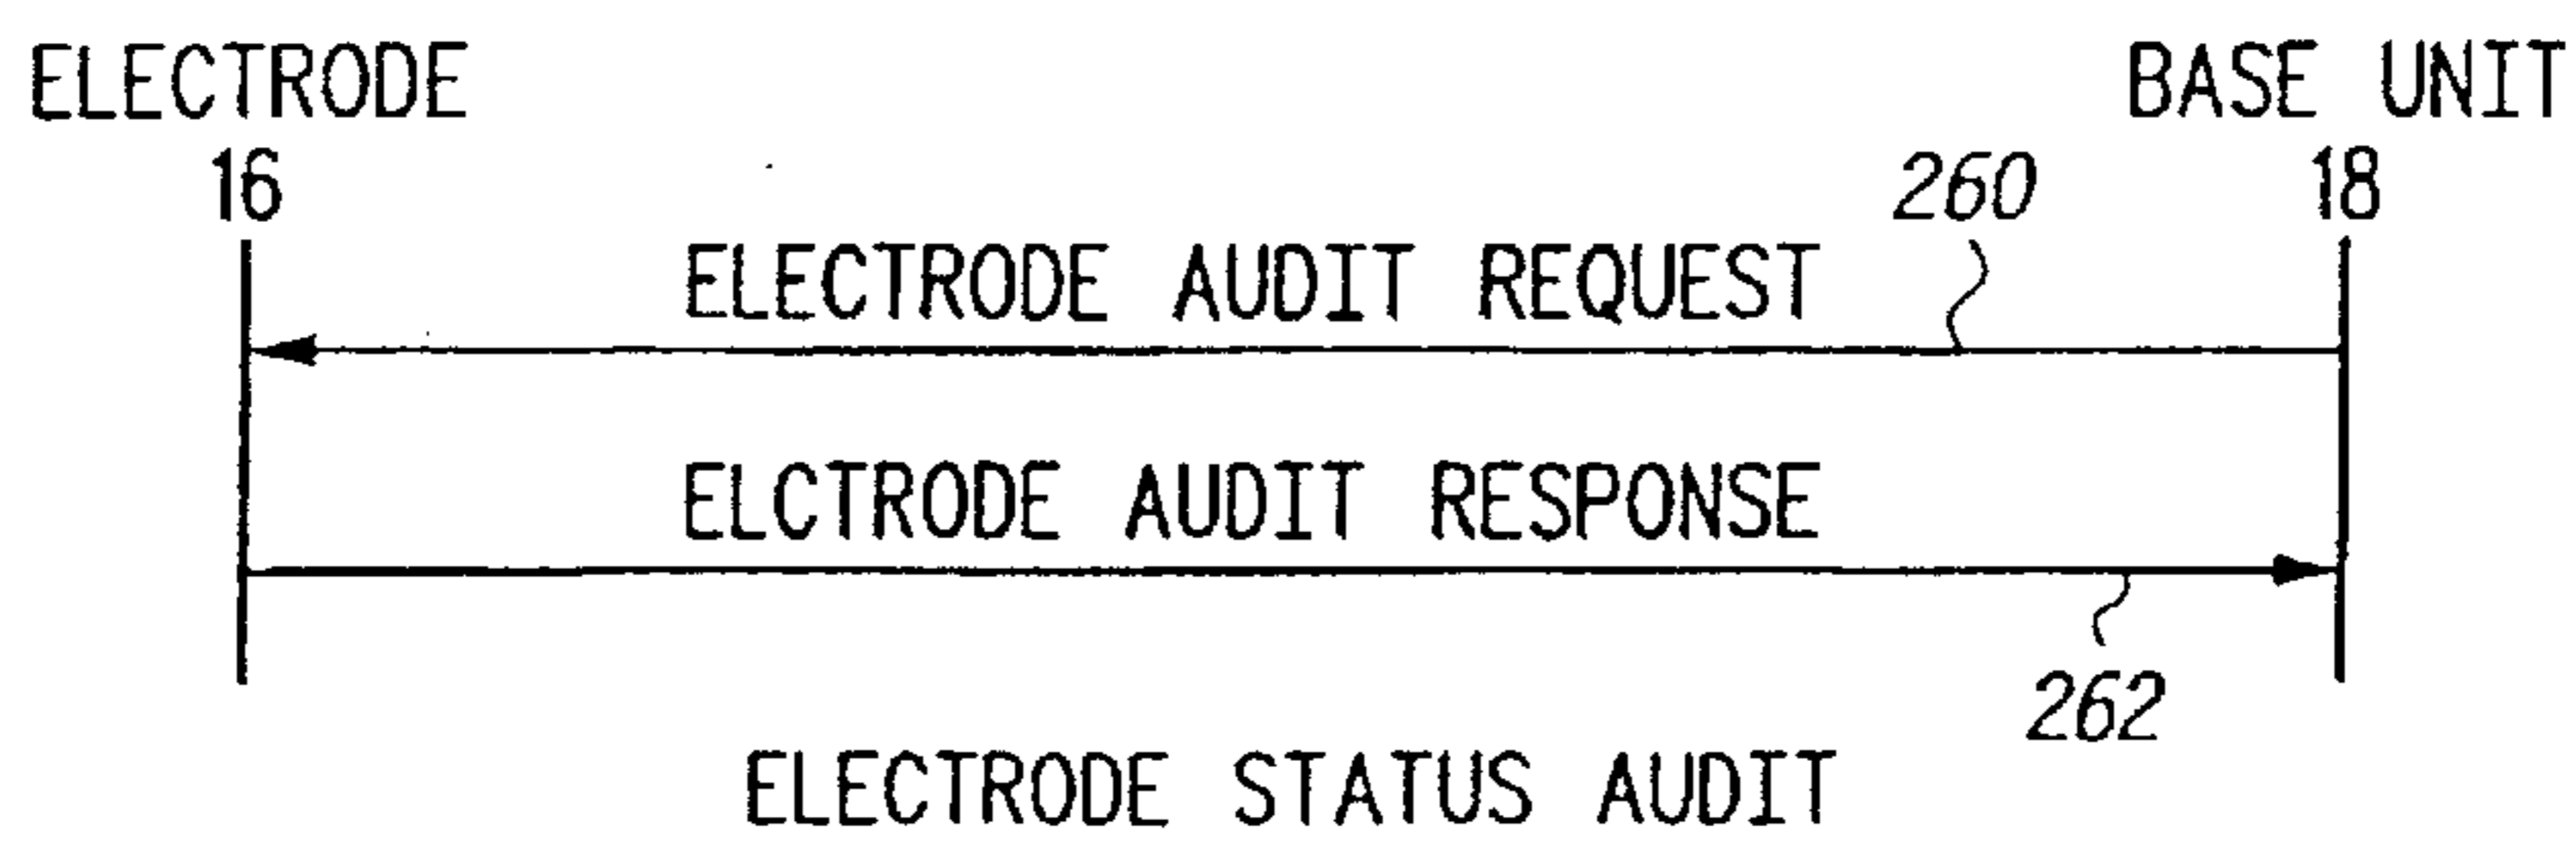 ELECTRODE
16
BASE UNIT
18
260
ELECTRODE AUDIT REQUEST
ELCTRODE AUDIT RESPONSE
262
ELECTRODE STATUS AUDIT